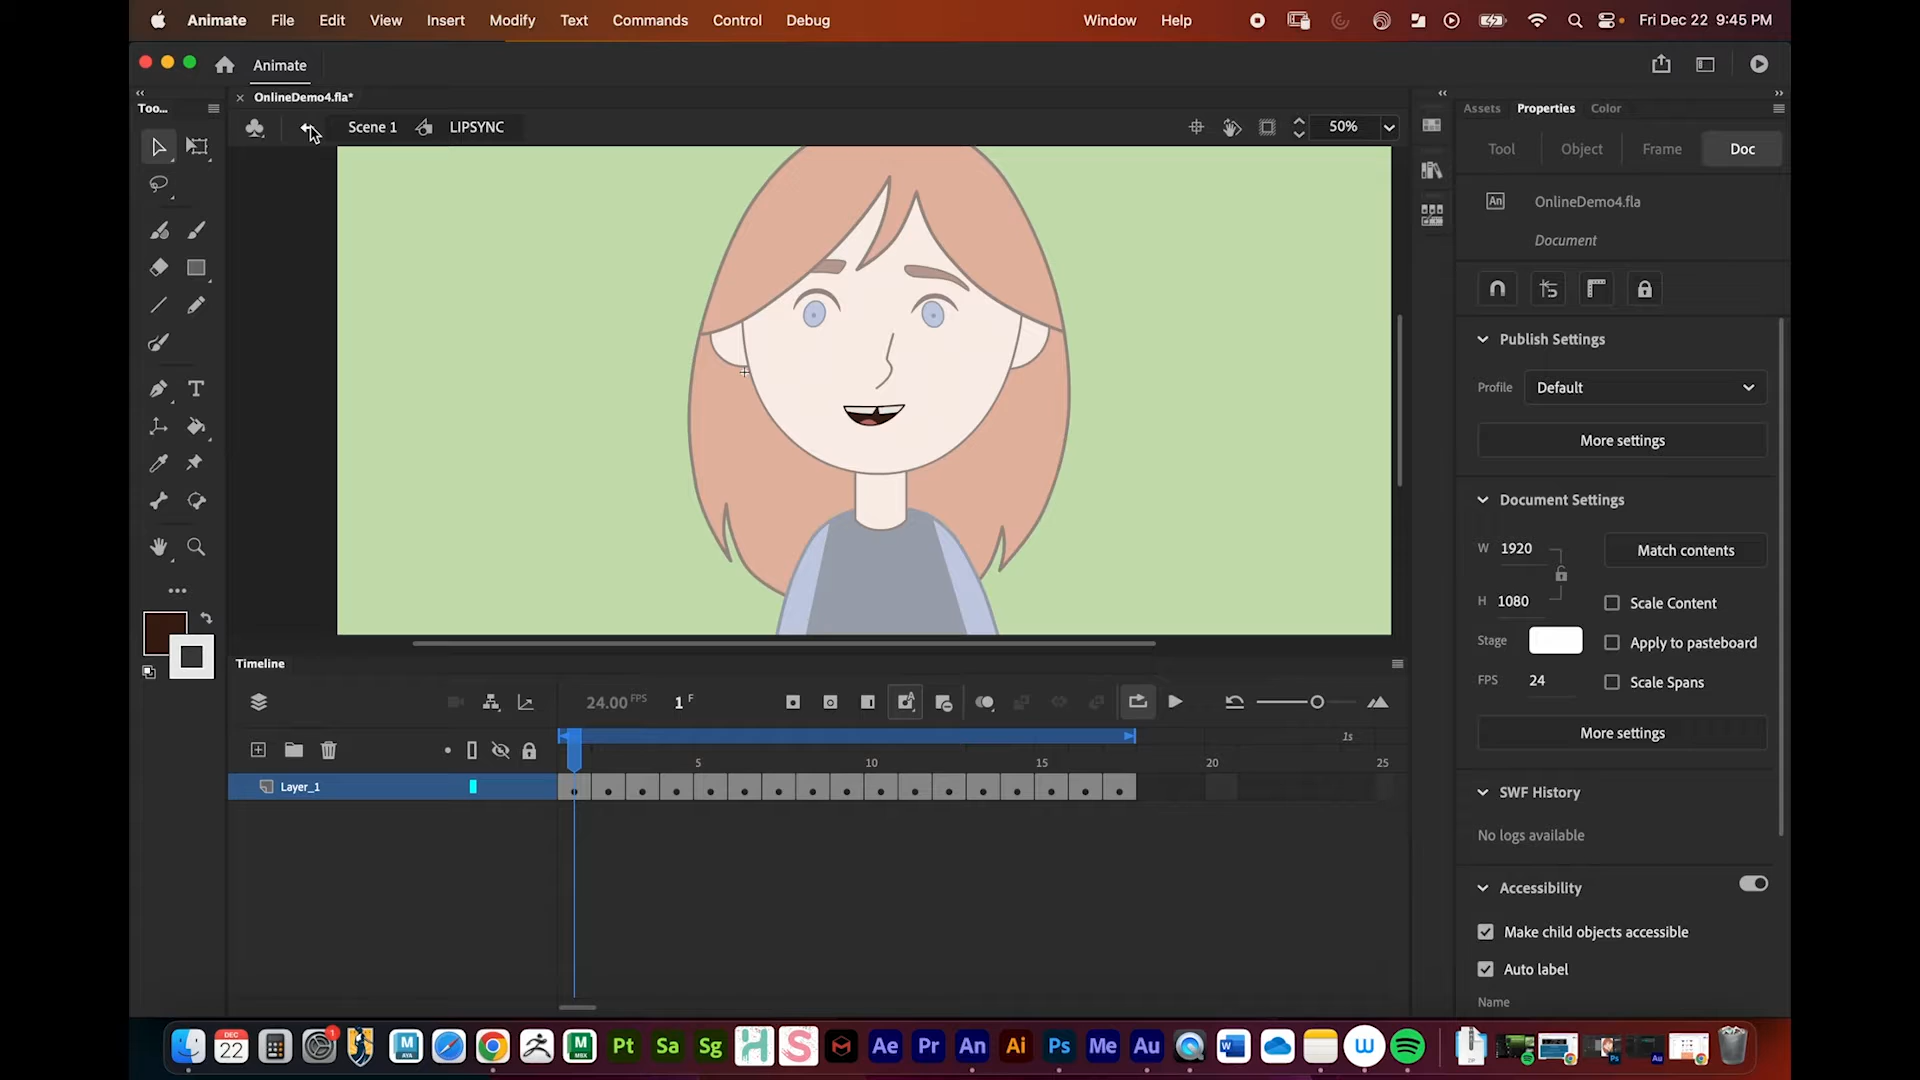 Animate File Edit View Insert Modify Text Commands Control Debug Window Help Fri Dec 22 9:45 PM
Animate
Too...
OnlineDemo4.fla*
Scene 1 LIPSYNC
50%
Assets Properties Color
Tool Object Frame Doc
An OnlineDemo4.fla
Document
Publish Settings
Profile Default
More settings
Document Settings
W 1920 Match contents
H 1080 Scale Content
Stage Apply to pasteboard
FPS 24 Scale Spans
More settings
SWF History
No logs available
Accessibility
Make child objects accessible
Auto label
Name
T
Timeline
24.00 FPS 1 F
1s
5 10 15 20 25
Layer_1
DEC 22 1 M M Pt Sa Sg H S Ae Pr An Ai Ps Me Au W W